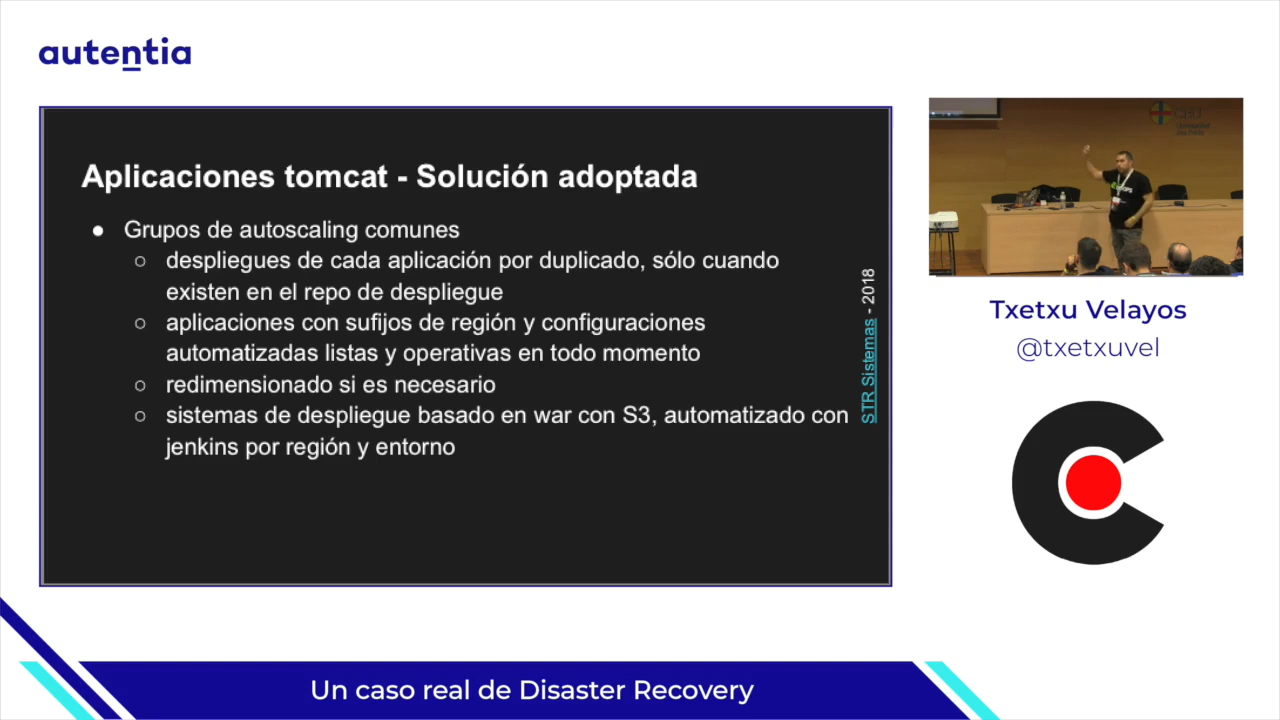 autentia
Aplicaciones tomcat - Solución adoptada
● Grupos de autoscaling comunes
○ despliegues de cada aplicación por duplicado, sólo cuando
existen en el repo de despliegue
○ aplicaciones con sufijos de región y configuraciones
automatizadas listas y operativas en todo momento
○ redimensionado si es necesario
○ sistemas de despliegue basado en war con S3, automatizado con
jenkins por región y entorno
STR Sistemas - 2018
CEU
Txetxu Velayos
@txetxuvel
Un caso real de Disaster Recovery